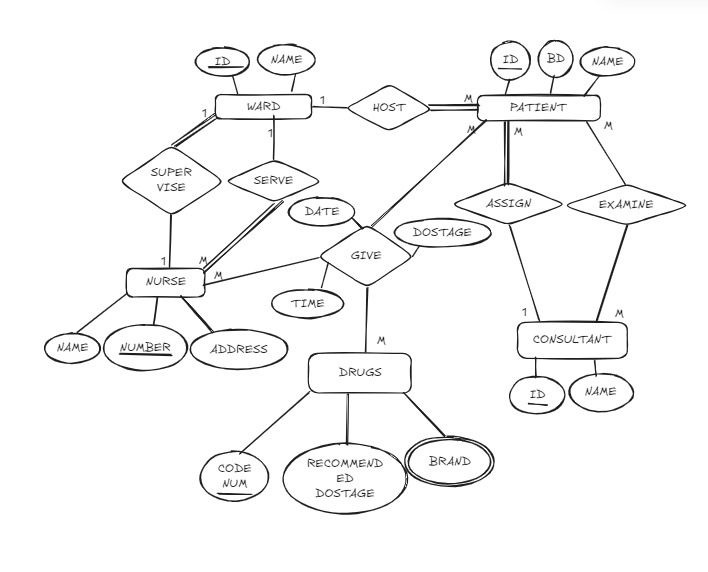 ID
NAME
ID
BD
NAME
WARD
1
HOST
M
PATIENT
1
1
M
M
M
SUPER
VISE
SERVE
ASSIGN
EXAMINE
DATE
DOSTAGE
GIVE
1
M
M
NURSE
TIME
1
M
NAME
NUMBER
ADDRESS
M
CONSULTANT
DRUGS
ID
NAME
CODE
NUM
RECOMMEND
ED
DOSTAGE
BRAND